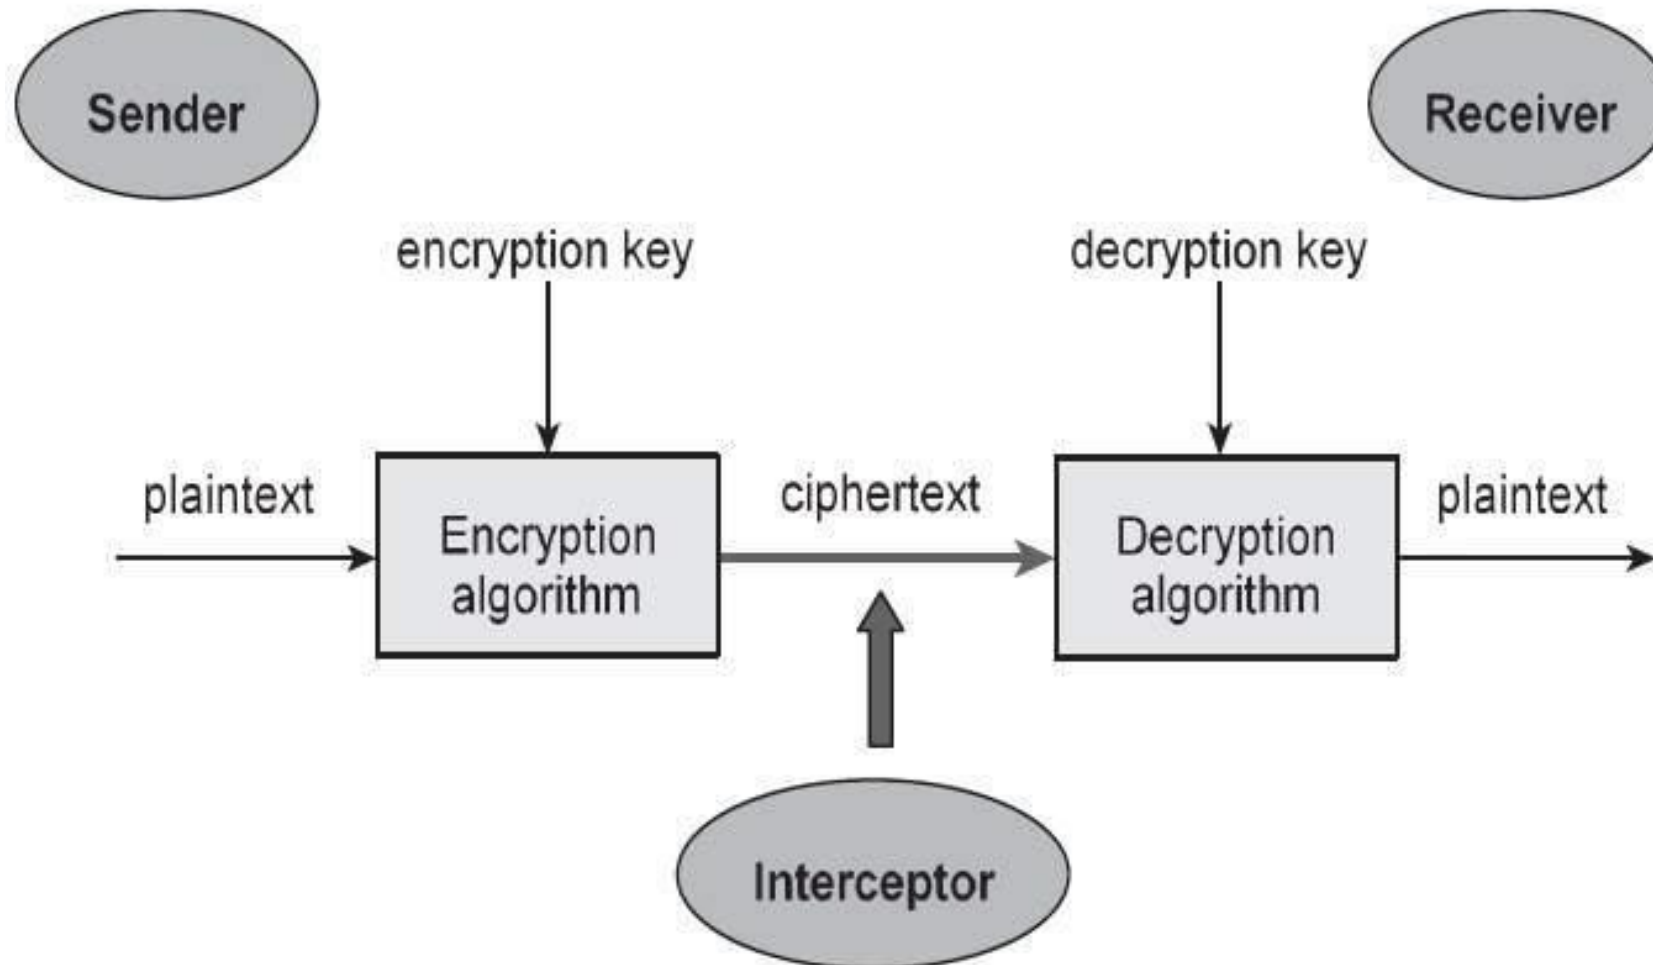 Sender
Receiver
encryption key
decryption key
plaintext
Encryption
algorithm
ciphertext
Decryption
algorithm
plaintext
Interceptor